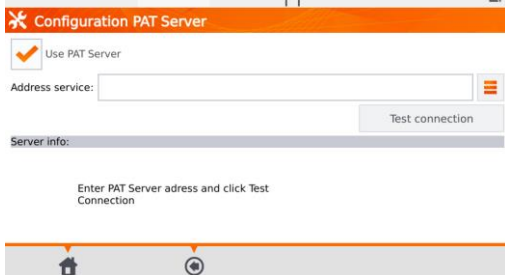 Configuration PAT Server
Use PAT Server
Address service:
Test connection
Server info:
Enter PAT Server adress and click Test
Connection